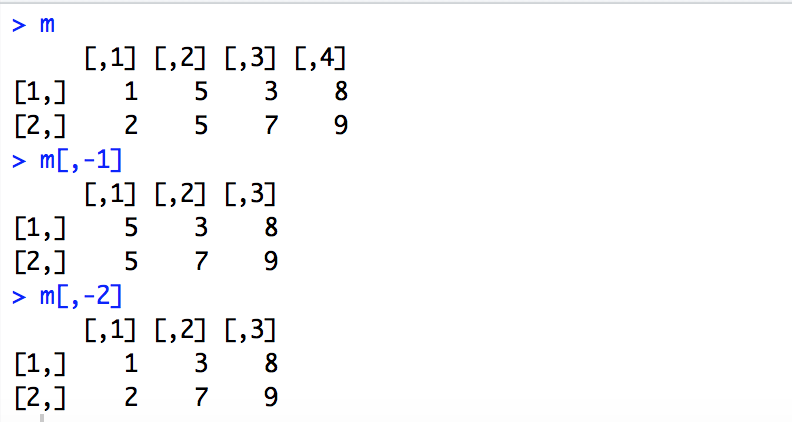 > m
     [,1] [,2] [,3] [,4]
[1,]    1    5    3    8
[2,]    2    5    7    9
> m[,-1]
     [,1] [,2] [,3]
[1,]    5    3    8
[2,]    5    7    9
> m[,-2]
     [,1] [,2] [,3]
[1,]    1    3    8
[2,]    2    7    9